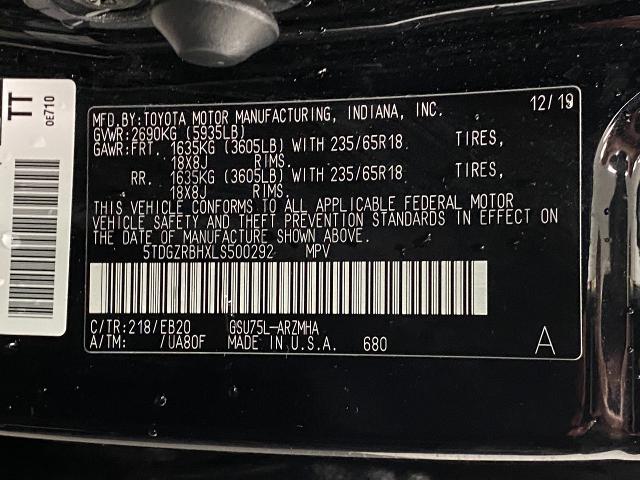 TT
0E710
MFD.BY:TOYOTA MOTOR MANUFACTURING, INDIANA, INC. 12/19
GVWR:2690KG (5935LB)
GAWR:FRT. 1635KG (3605LB) WITH 235/65R18 TIRES,
18X8J RIMS.
RR. 1635KG (3605LB) WITH 235/65R18 TIRES,
18X8J RIMS.
THIS VEHICLE CONFORMS TO ALL APPLICABLE FEDERAL MOTOR
VEHICLE SAFETY AND THEFT PREVENTION STANDARDS IN EFFECT ON
THE DATE OF MANUFACTURE SHOWN ABOVE.
5TDGZRBHXLS500292 MPV
C/TR:218/EB20 GSU75L-ARZMHA
A/TM: /UA80F MADE IN U.S.A. 680 A